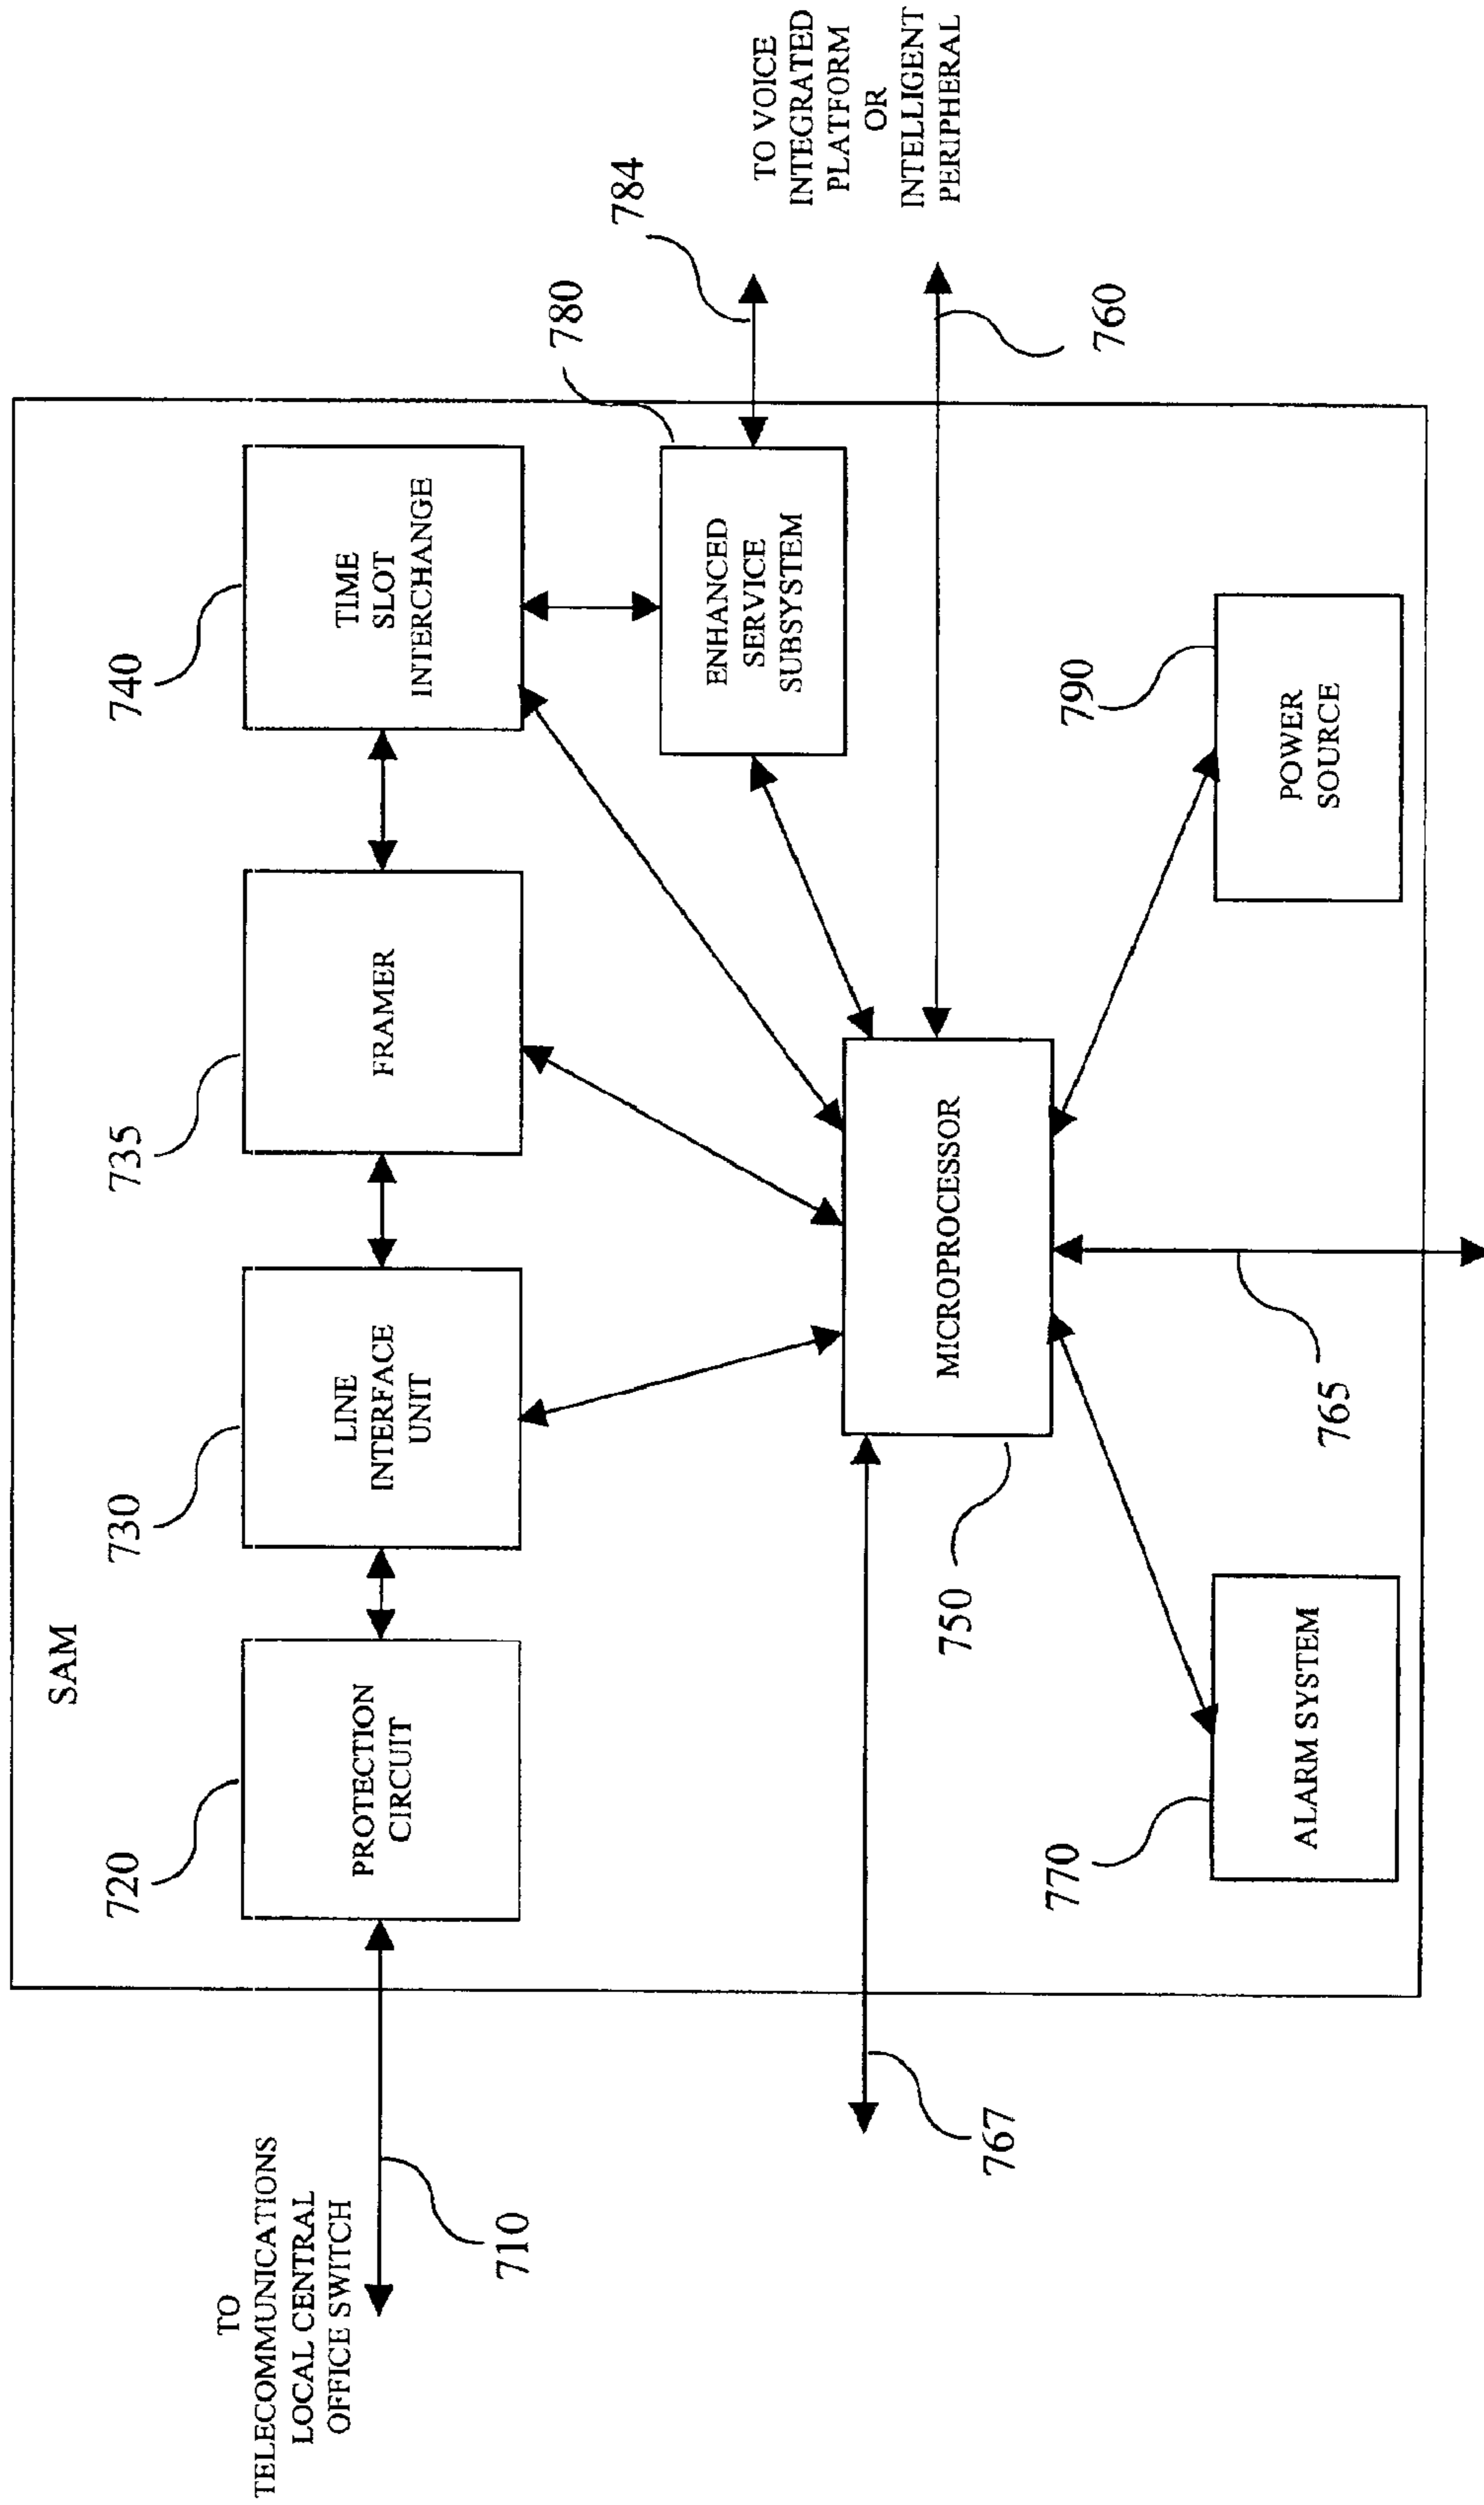 SAM
TO
TELECOMMUNICATIONS
LOCAL CENTRAL
OFFICE SWITCH
710
720
PROTECTION
CIRCUIT
730
LINE
INTERFACE
UNIT
735
FRAMER
740
TIME
SLOT
INTERCHANGE
780
784
ENHANCED
SERVICE
SUBSYSTEM
TO VOICE
INTEGRATED
PLATFORM
OR
INTELLIGENT
PERIPHERAL
760
767
750
MICROPROCESSOR
770
ALARM SYSTEM
765
790
POWER
SOURCE